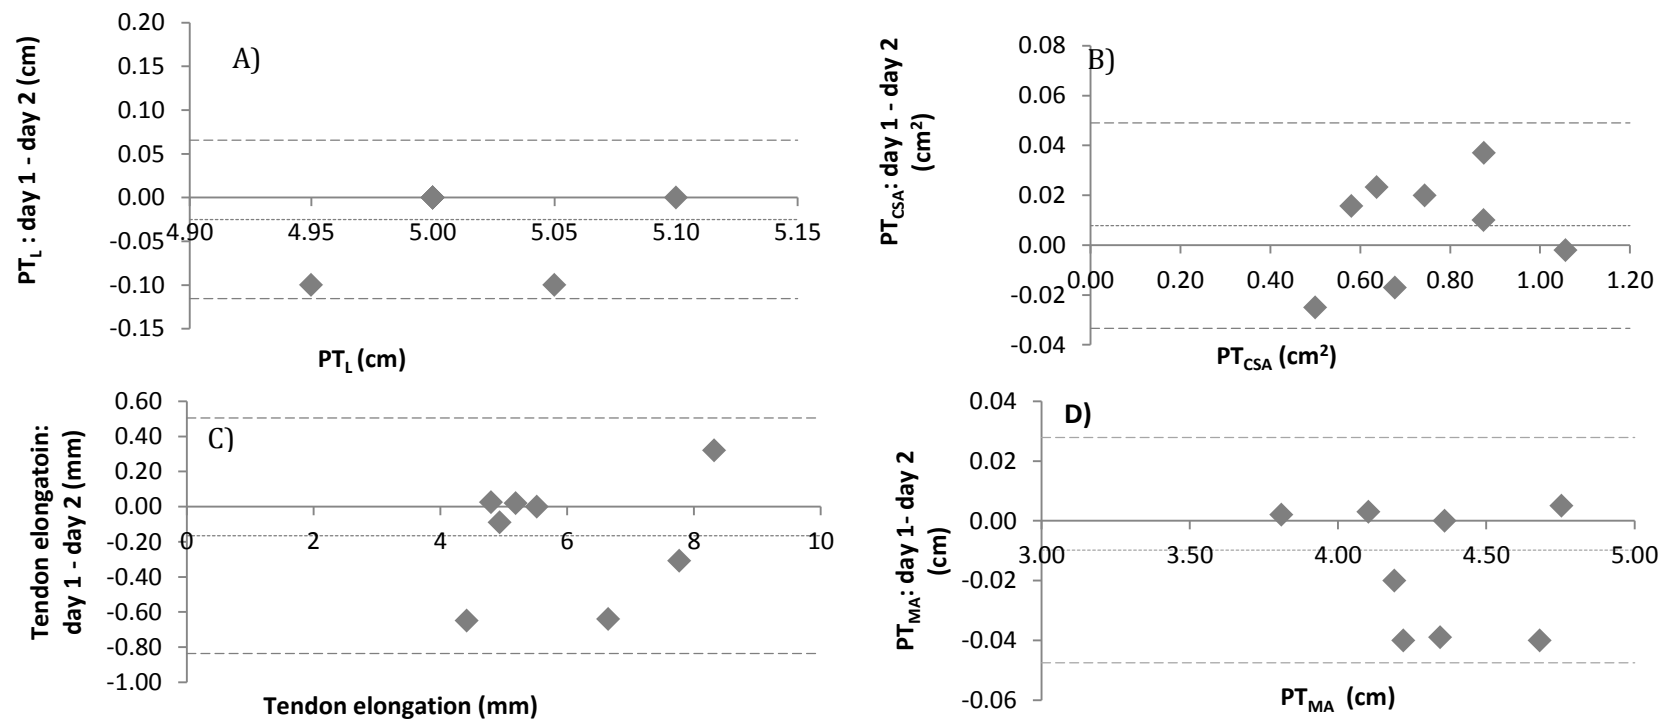 A)
PT_L : day 1 - day 2 (cm)
0.20
0.15
0.10
0.05
0.00
-0.05
-0.10
-0.15
4.90 4.95 5.00 5.05 5.10 5.15
PT_L (cm)
B)
PT_CSA: day 1 - day 2
(cm²)
0.08
0.06
0.04
0.02
0.00
-0.02
-0.04
0.00 0.20 0.40 0.60 0.80 1.00 1.20
PT_CSA (cm²)
C)
Tendon elongatoin:
day 1 - day 2 (mm)
0.60
0.40
0.20
0.00
-0.20
-0.40
-0.60
-0.80
-1.00
0 2 4 6 8 10
Tendon elongation (mm)
D)
PT_MA: day 1- day 2
(cm)
0.04
0.02
0.00
-0.02
-0.04
-0.06
3.00 3.50 4.00 4.50 5.00
PT_MA (cm)